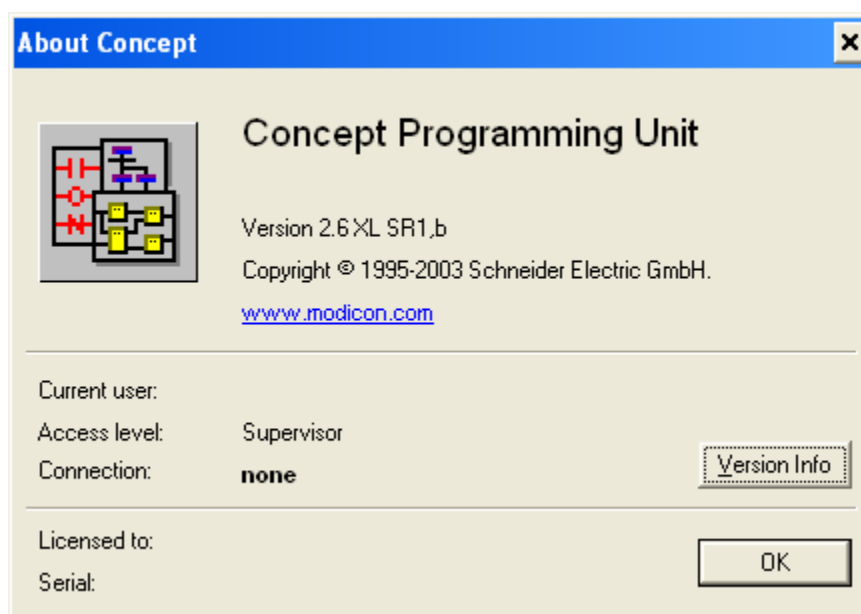 About Concept
Concept Programming Unit
Version 2.6 XL SR1,b
Copyright © 1995-2003 Schneider Electric GmbH.
www.modicon.com
Current user:
Access level: Supervisor
Connection: none
Version Info
Licensed to:
OK
Serial: